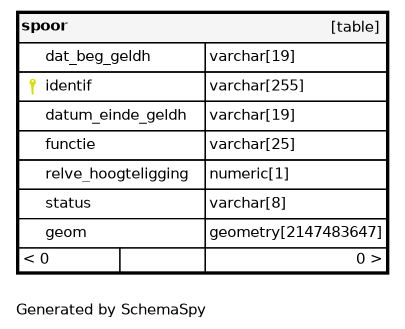 spoor [table]
dat_beg_geldh varchar[19]
identif varchar[255]
datum_einde_geldh varchar[19]
functie varchar[25]
relve_hoogteligging numeric[1]
status varchar[8]
geom geometry[2147483647]
< 0 0 >
Generated by SchemaSpy